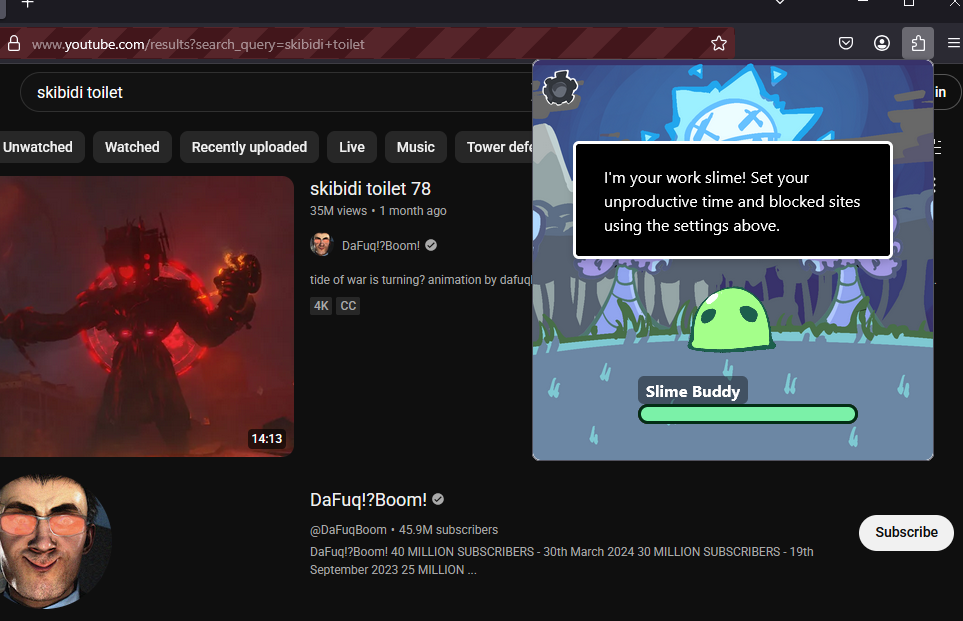 www.youtube.com/results?search_query=skibidi+toilet
skibidi toilet
in
Unwatched
Watched
Recently uploaded
Live
Music
Tower defe
skibidi toilet 78
35M views • 1 month ago
DaFuq!?Boom!
tide of war is turning? animation by dafuq
4K
CC
14:13
I'm your work slime! Set your
unproductive time and blocked sites
using the settings above.
Slime Buddy
DaFuq!?Boom!
@DaFuqBoom • 45.9M subscribers
DaFuq!?Boom! 40 MILLION SUBSCRIBERS - 30th March 2024 30 MILLION SUBSCRIBERS - 19th
September 2023 25 MILLION ...
Subscribe